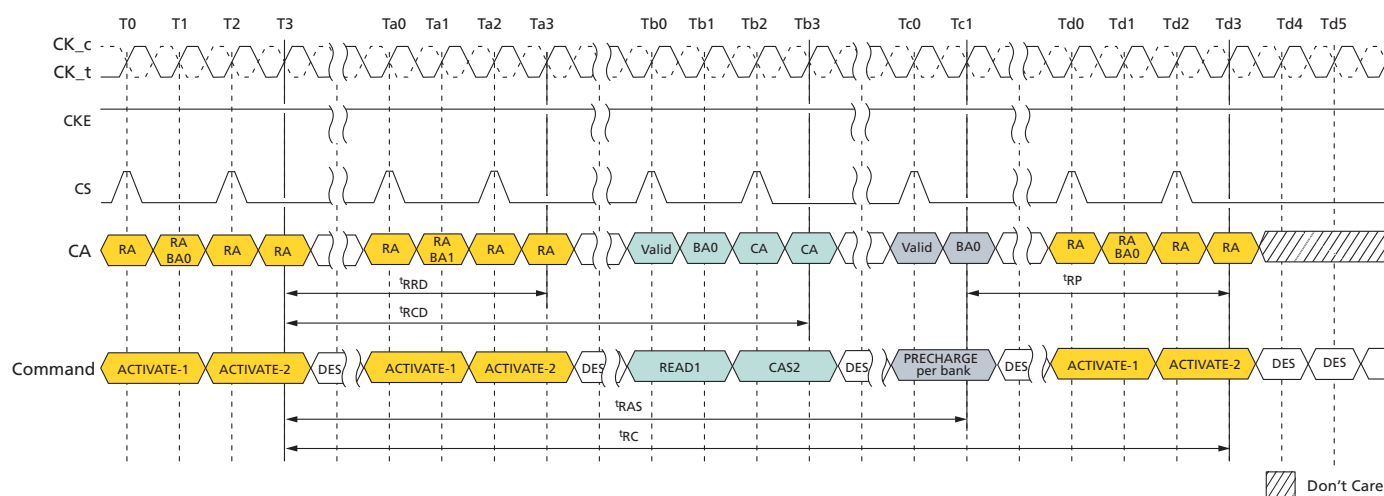 T0 T1 T2 T3 Ta0 Ta1 Ta2 Ta3 Tb0 Tb1 Tb2 Tb3 Tc0 Tc1 Td0 Td1 Td2 Td3 Td4 Td5
CK_c
CK_t
CKE
CS
CA RA RA BA0 RA RA RA RA BA1 RA RA Valid BA0 CA CA Valid BA0 RA RA BA0 RA RA
tRRD tRP
tRCD
Command ACTIVATE-1 ACTIVATE-2 DES ACTIVATE-1 ACTIVATE-2 DES READ1 CAS2 DES PRECHARGE per bank DES ACTIVATE-1 ACTIVATE-2 DES DES
tRAS
tRC
Don't Care